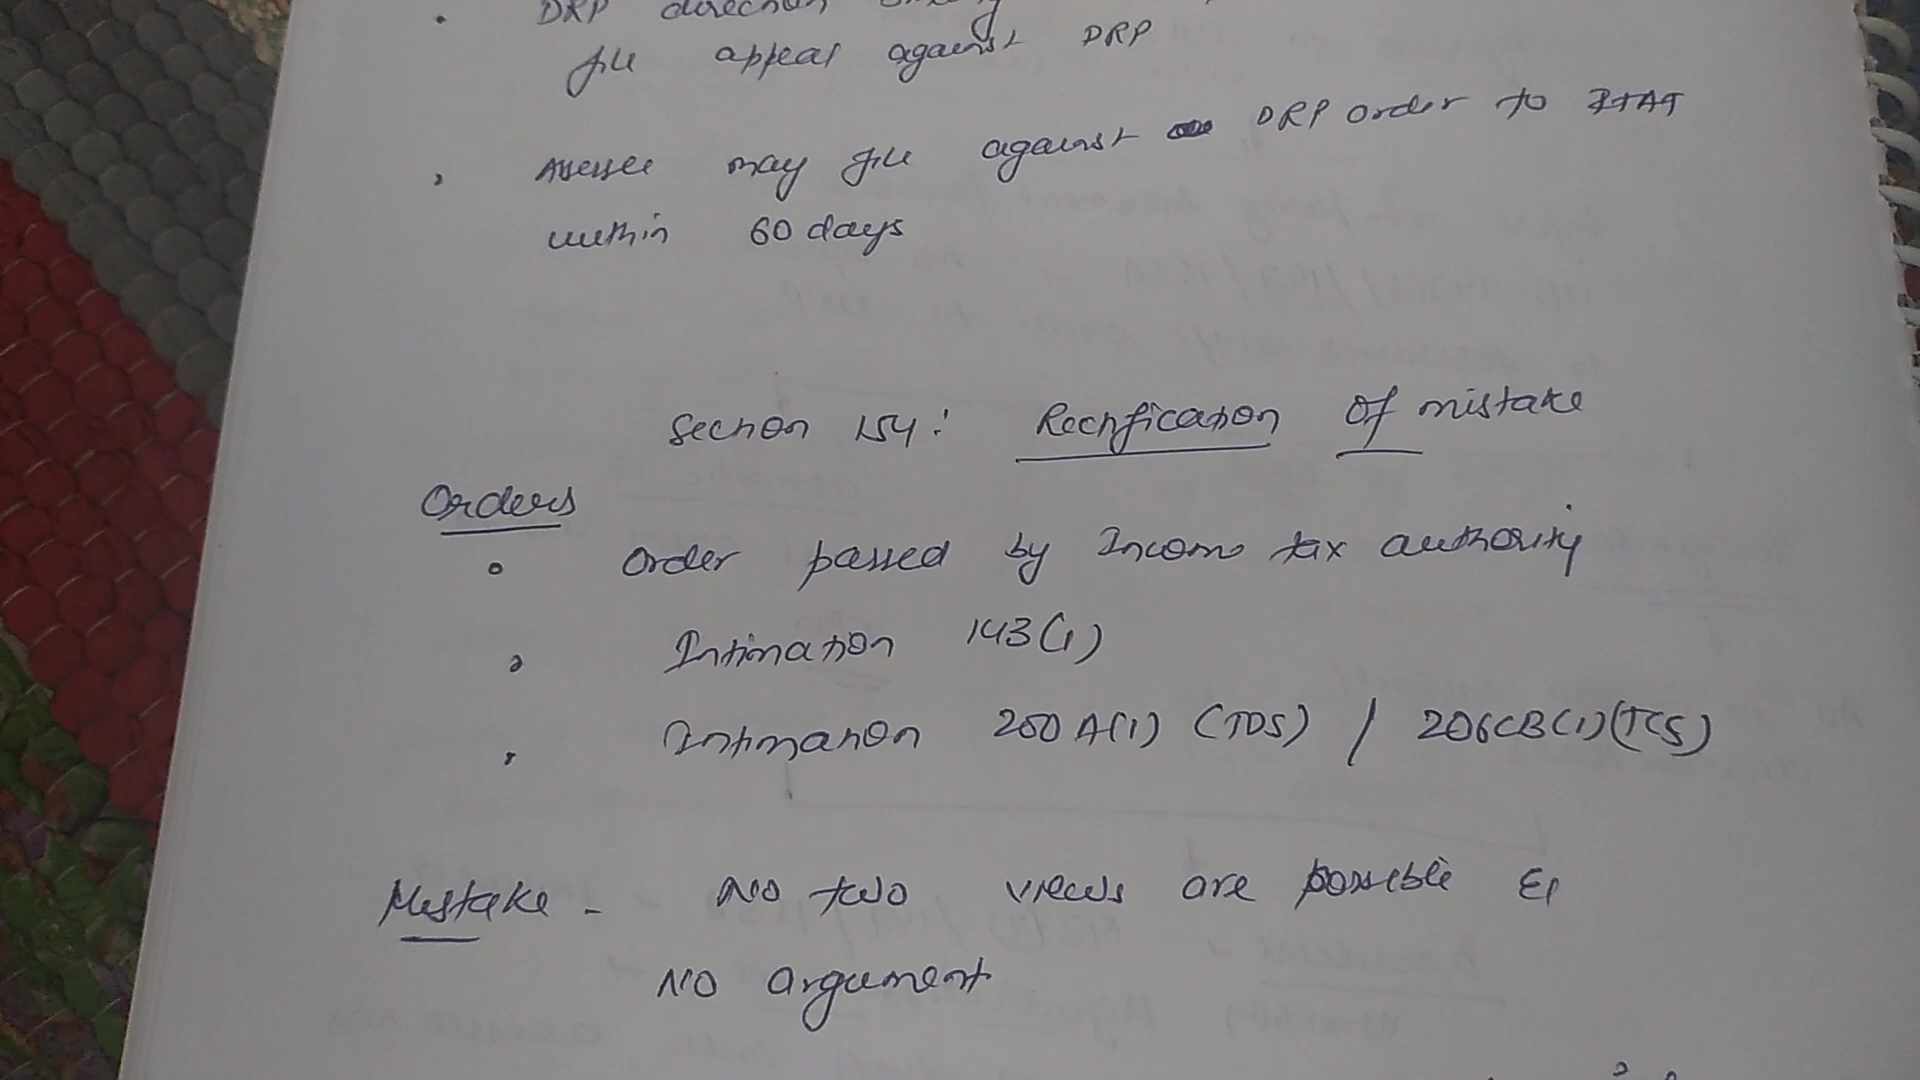 • DRP direction
file appeal against DRP
• Assessee may file against DRP order to ITAT
within 60 days
Section 154: Rectification Of mistake
Orders
• Order passed by Income tax authority
• Intimation 143(1)
• Intimation 200A(1) (TDS) / 206CB(1)(TCS)
Mistake - No two views are possible &
No argument